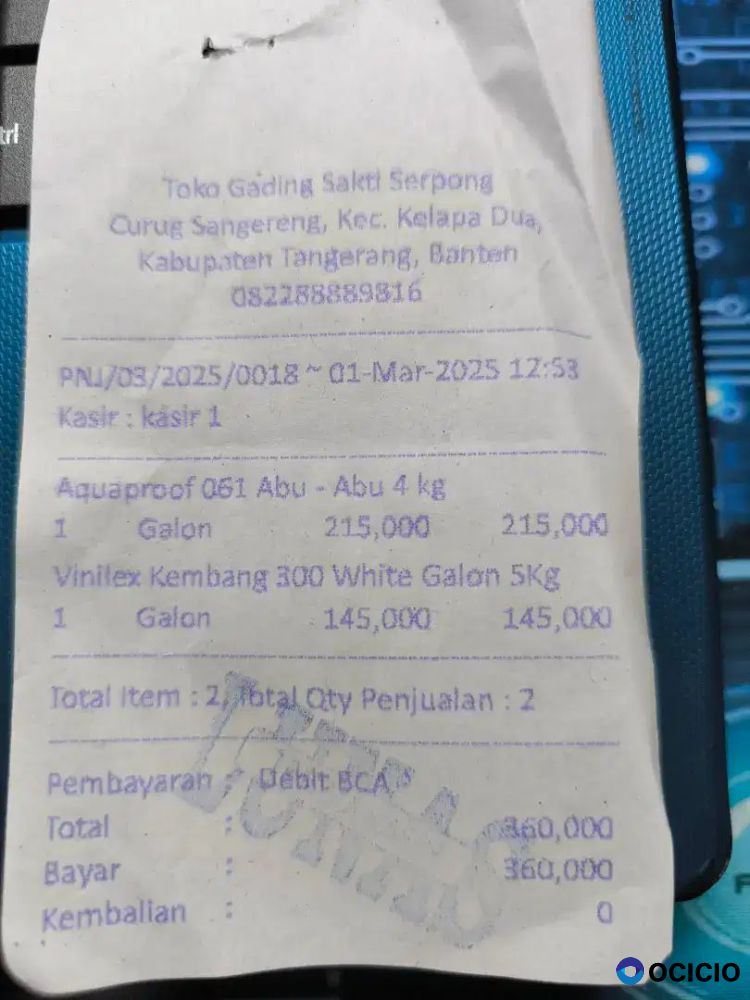 trl
Toko Gading Sakti Serpong
Curug Sangereng, Kec. Kelapa Dua,
Kabupaten Tangerang, Banten
082288889816
PNJ/03/2025/0018 ~ 01-Mar-2025 12:53
Kasir : kasir 1
Aquaproof 061 Abu - Abu 4 kg
1 Galon 215,000 215,000
Vinilex Kembang 300 White Galon 5Kg
1 Galon 145,000 145,000
Total Item : 2, Total Qty Penjualan : 2
Pembayaran : Debit BCA
Total : 360,000
Bayar : 360,000
Kembalian : 0
LUNAS
F
OCICIO